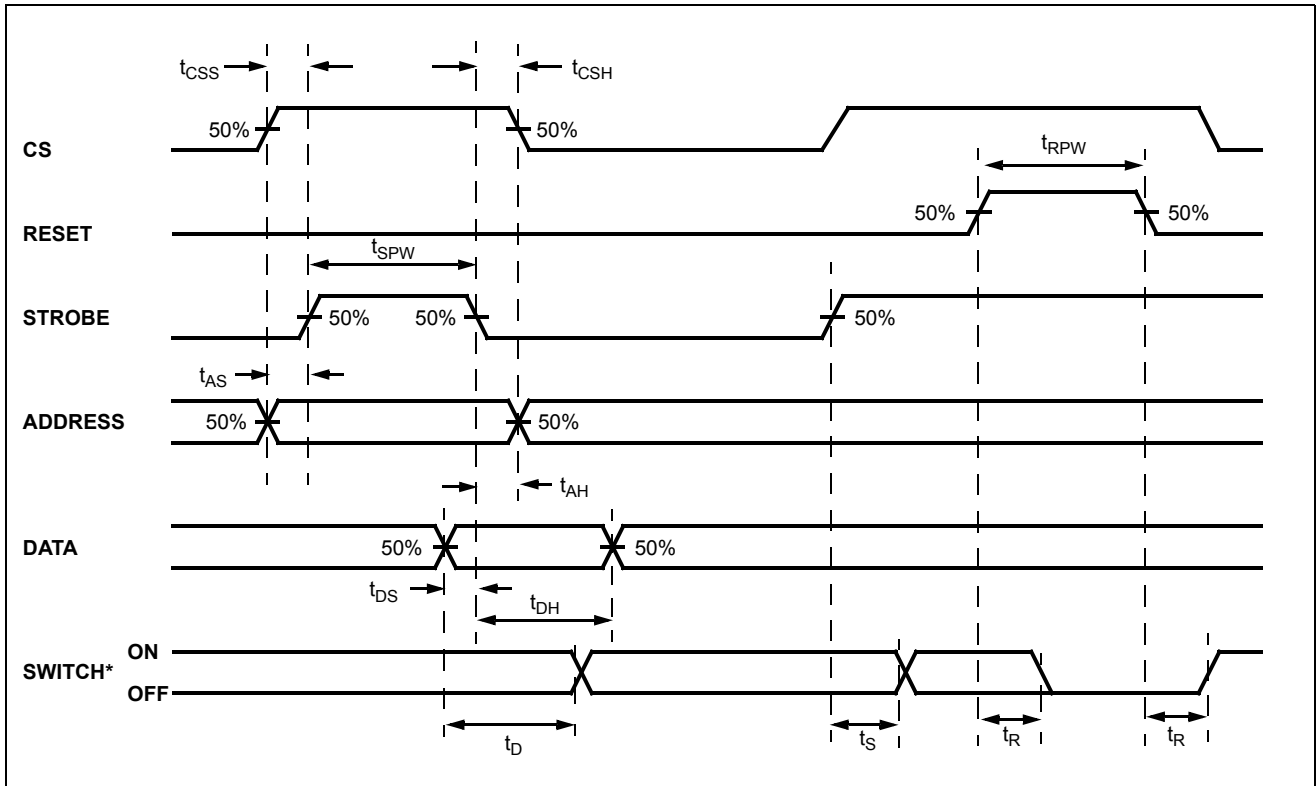 tCSS
tCSH
50%
50%
CS
tRPW
50%
50%
RESET
tSPW
STROBE
50%
50%
50%
tAS
ADDRESS
50%
50%
tAH
DATA
50%
50%
tDS
tDH
ON
SWITCH*
OFF
tD
tS
tR
tR